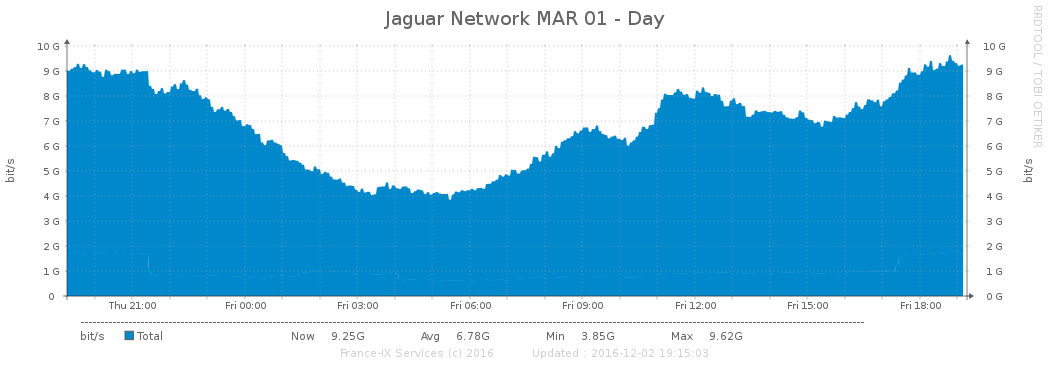 Jaguar Network MAR 01 - Day
RRDTOOL / TOBI OETIKER
bit/s
10 G
9 G
8 G
7 G
6 G
5 G
4 G
3 G
2 G
1 G
0
10 G
9 G
8 G
7 G
6 G
5 G
4 G
3 G
2 G
1 G
0 G
bit/s
Thu 21:00 Fri 00:00 Fri 03:00 Fri 06:00 Fri 09:00 Fri 12:00 Fri 15:00 Fri 18:00
bit/s Total Now 9.25G Avg 6.78G Min 3.85G Max 9.62G
France-IX Services (c) 2016 Updated : 2016-12-02 19:15:03